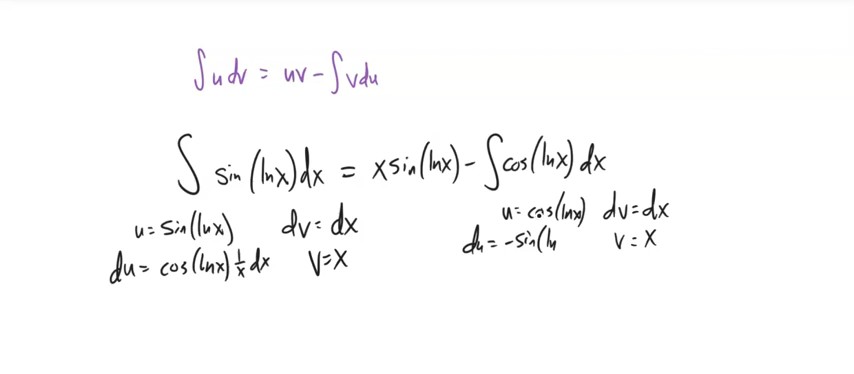 ∫udv = uv - ∫vdu
∫ sin(lnx)dx = xsin(lnx) - ∫cos(lnx)dx
u = sin(lnx) dv = dx
du = cos(lnx) 1/x dx v = x
u = cos(lnx) dv = dx
du = -sin(ln v = x